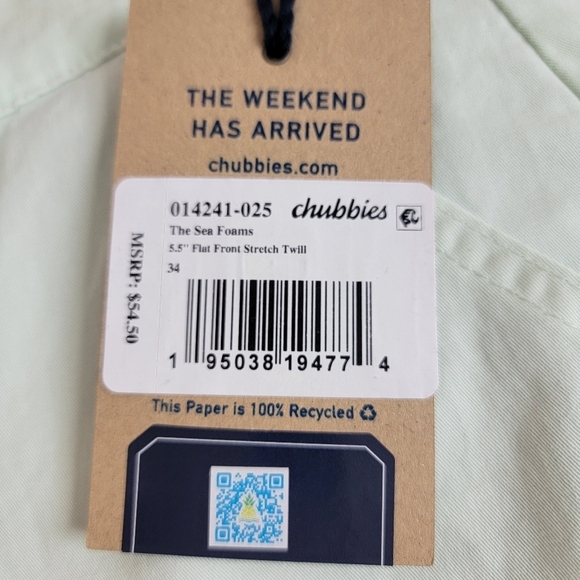 THE WEEKEND
HAS ARRIVED
chubbies.com
014241-025 chubbies
The Sea Foams
5.5" Flat Front Stretch Twill
34
MSRP: $54.50
1 95038 19477 4
This Paper is 100% Recycled